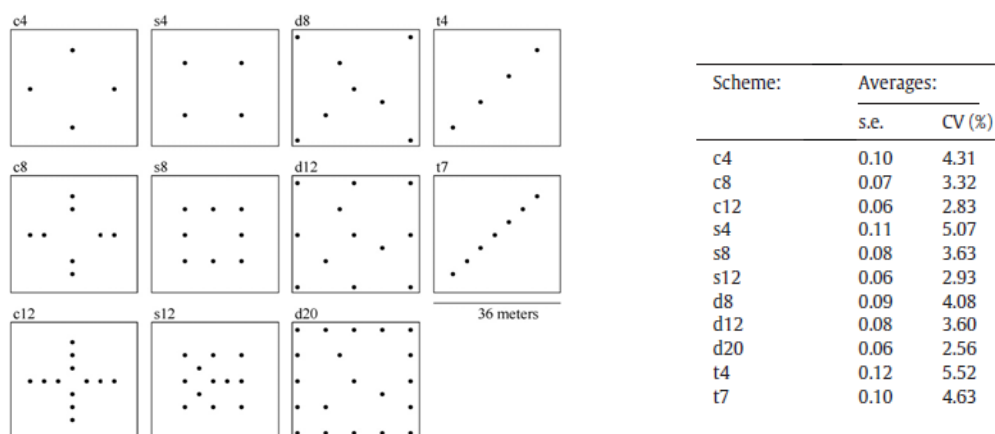 c4 s4 d8 t4
c8 s8 d12 t7
36 meters
c12 s12 d20
Scheme: Averages:
s.e. CV (%)
c4 0.10 4.31
c8 0.07 3.32
c12 0.06 2.83
s4 0.11 5.07
s8 0.08 3.63
s12 0.06 2.93
d8 0.09 4.08
d12 0.08 3.60
d20 0.06 2.56
t4 0.12 5.52
t7 0.10 4.63